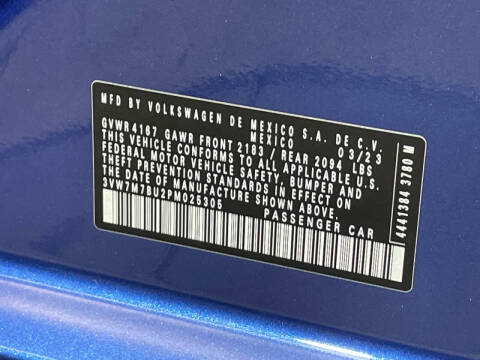 MFD BY VOLKSWAGEN DE MEXICO S.A. DE C.V.
MEXICO 03/23
GVWR 4167 GAWR FRONT 2183 / REAR 2094 LBS
THIS VEHICLE CONFORMS TO ALL APPLICABLE U.S.
FEDERAL MOTOR VEHICLE SAFETY, BUMPER AND
THEFT PREVENTION STANDARDS IN EFFECT ON
THE DATE OF MANUFACTURE SHOWN ABOVE.
3VW7M7BU2PM025305
PASSENGER CAR
4441384 3780 M